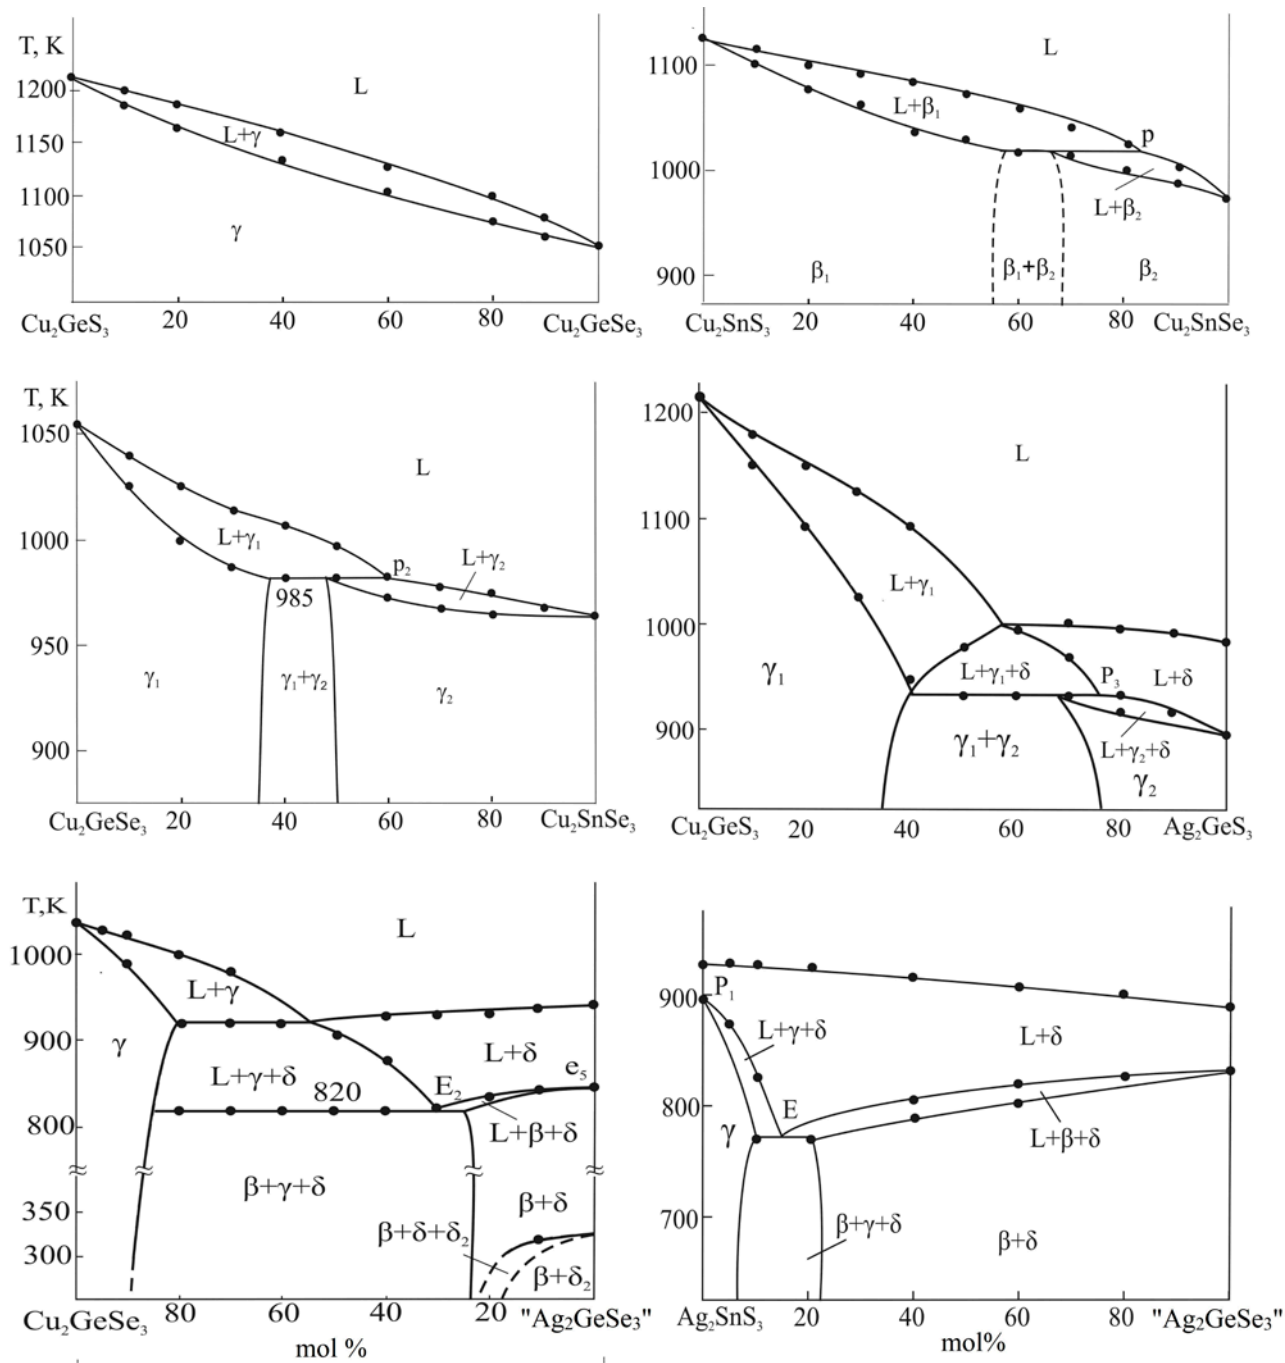 T, K
1200
1150
1100
1050
L
L+γ
γ
Cu₂GeS₃ 20 40 60 80 Cu₂GeSe₃
1100
1000
900
L
L+β₁
p
L+β₂
β₁
β₁+β₂
β₂
Cu₂SnS₃ 20 40 60 80 Cu₂SnSe₃
T, K
1050
1000
950
900
L
L+γ₁
p₂
L+γ₂
985
γ₁
γ₁+γ₂
γ₂
Cu₂GeSe₃ 20 40 60 80 Cu₂SnSe₃
1200
1100
1000
900
L
L+γ₁
L+γ₁+δ
P₃
L+δ
γ₁
γ₁+γ₂
L+γ₂+δ
γ₂
Cu₂GeS₃ 20 40 60 80 Ag₂GeS₃
T,K
1000
900
800
350
300
L
L+γ
γ
L+δ
L+γ+δ
820
E₂
e₅
L+β+δ
β+γ+δ
β+δ
β+δ+δ₂
β+δ₂
Cu₂GeSe₃ 80 60 40 20 "Ag₂GeSe₃"
mol %
900
800
700
P₁
L+γ+δ
L+δ
E
γ
L+β+δ
β+γ+δ
β+δ
Ag₂SnS₃ 20 40 60 80 "Ag₂GeSe₃"
mol%